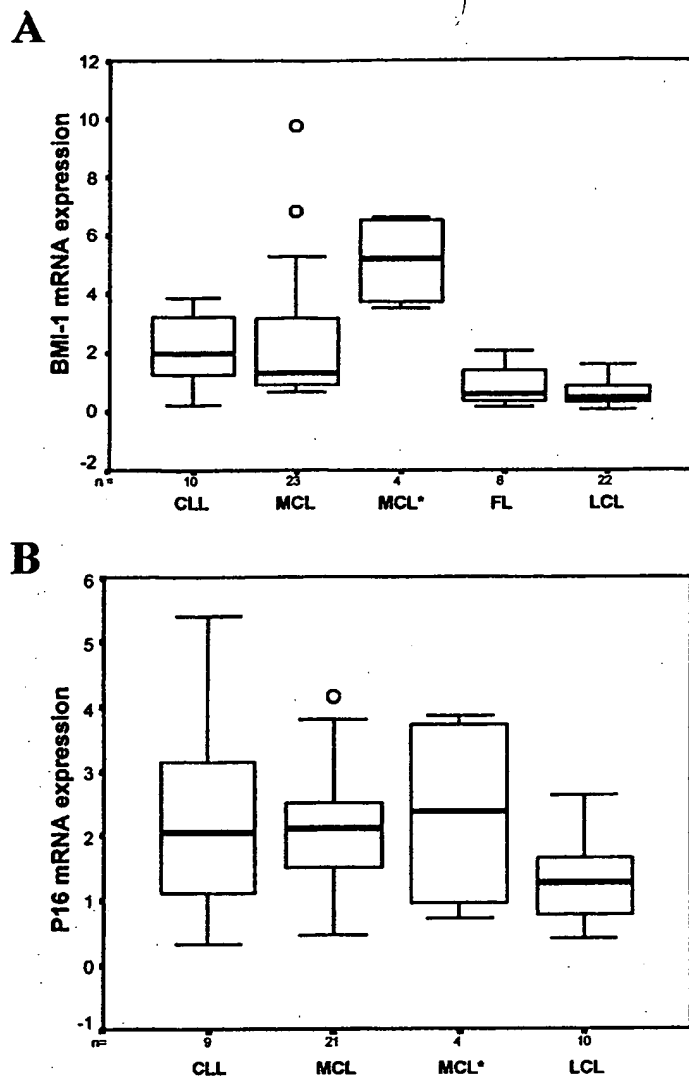 A
BMI-1 mRNA expression
12
10
8
6
4
2
0
-2
n=
10
23
4
8
22
CLL
MCL
MCL*
FL
LCL
B
P16 mRNA expression
6
5
4
3
2
1
0
-1
n=
9
21
4
10
CLL
MCL
MCL*
LCL